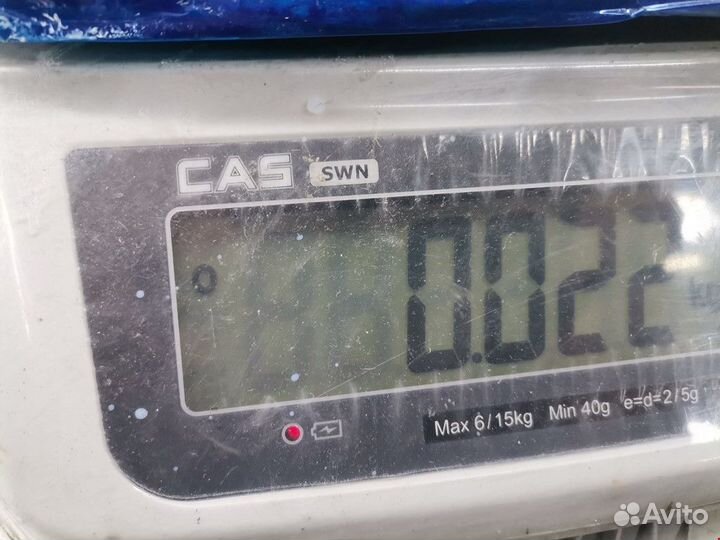 CAS SWN
0.022
Max 6/15kg Min 40g e=d=2/5g
Avito